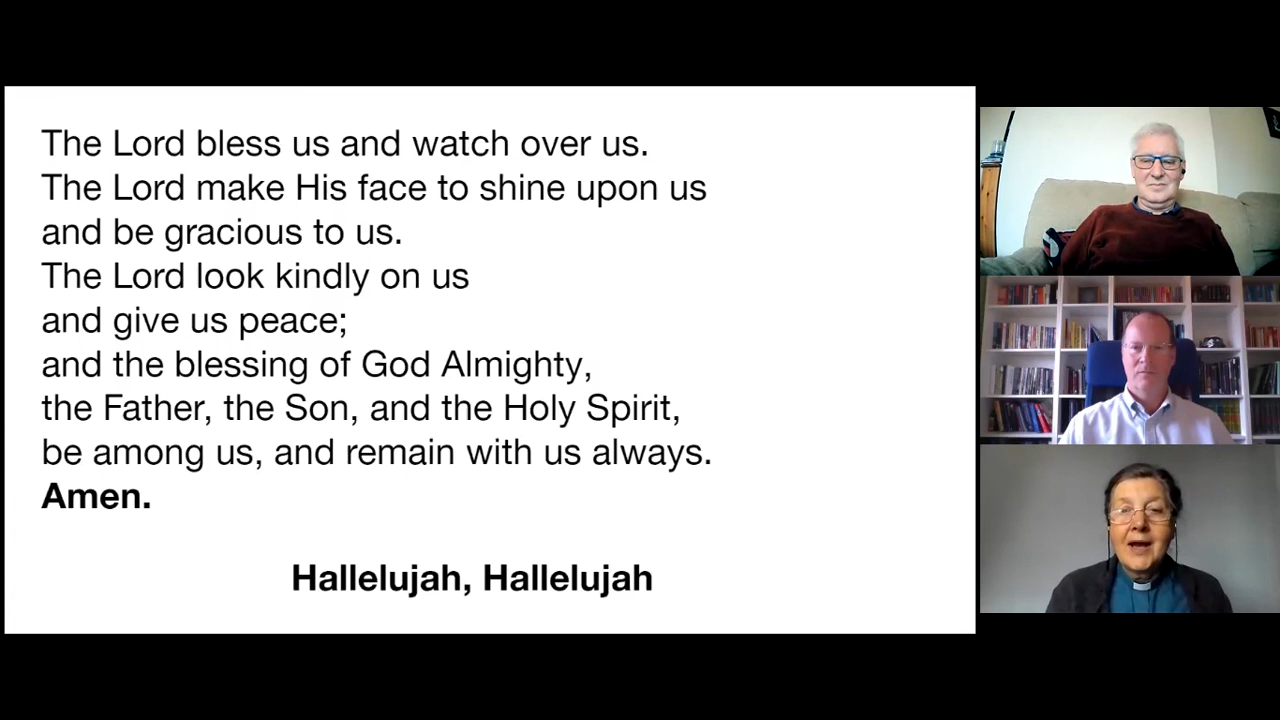 The Lord bless us and watch over us.
The Lord make His face to shine upon us
and be gracious to us.
The Lord look kindly on us
and give us peace;
and the blessing of God Almighty,
the Father, the Son, and the Holy Spirit,
be among us, and remain with us always.
Amen.
Hallelujah, Hallelujah